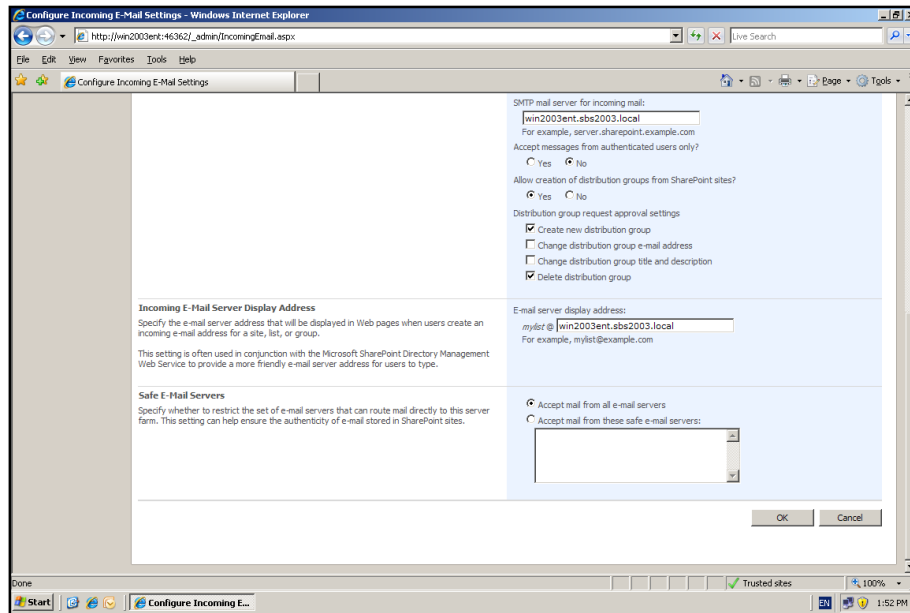 Configure Incoming E-Mail Settings - Windows Internet Explorer
http://win2003ent:46362/_admin/IncomingEmail.aspx
Live Search
File Edit View Favorites Tools Help
Configure Incoming E-Mail Settings
Page Tools
SMTP mail server for incoming mail:
win2003ent.sbs2003.local
For example, server.sharepoint.example.com
Accept messages from authenticated users only?
Yes No
Allow creation of distribution groups from SharePoint sites?
Yes No
Distribution group request approval settings
Create new distribution group
Change distribution group e-mail address
Change distribution group title and description
Delete distribution group
Incoming E-Mail Server Display Address
Specify the e-mail server address that will be displayed in Web pages when users create an
incoming e-mail address for a site, list, or group.
This setting is often used in conjunction with the Microsoft SharePoint Directory Management
Web Service to provide a more friendly e-mail server address for users to type.
E-mail server display address:
mylist @ win2003ent.sbs2003.local
For example, mylist@example.com
Safe E-Mail Servers
Specify whether to restrict the set of e-mail servers that can route mail directly to this server
farm. This setting can help ensure the authenticity of e-mail stored in SharePoint sites.
Accept mail from all e-mail servers
Accept mail from these safe e-mail servers:
OK Cancel
Done
Trusted sites
100%
Start
Configure Incoming E...
EN
1:52 PM